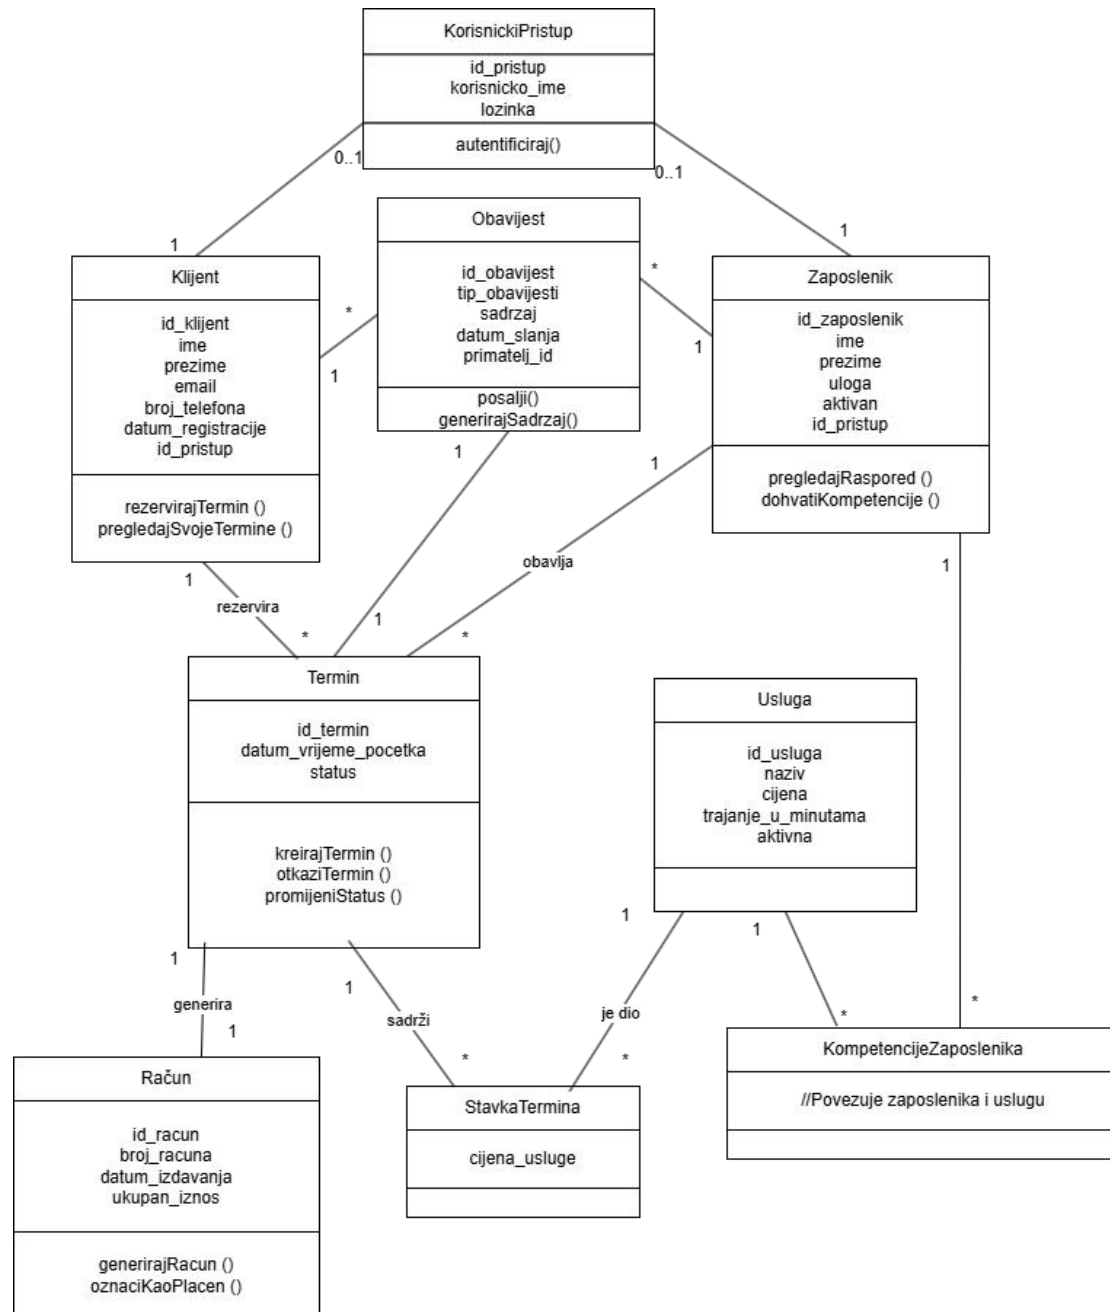 KorisnickiPristup
id_pristup
korisnicko_ime
lozinka
autentificiraj()
0..1
0..1
1
1
Obavijest
id_obavijest
tip_obavijesti
sadrzaj
datum_slanja
primatelj_id
posalji()
generirajSadrzaj()
*
1
*
1
1
1
Klijent
id_klijent
ime
prezime
email
broj_telefona
datum_registracije
id_pristup
rezervirajTermin ()
pregledajSvojeTermine ()
Zaposlenik
id_zaposlenik
ime
prezime
uloga
aktivan
id_pristup
pregledajRaspored ()
dohvatiKompetencije ()
1
rezervira
*
1
obavlja
*
1
*
Termin
id_termin
datum_vrijeme_pocetka
status
kreirajTermin ()
otkaziTermin ()
promijeniStatus ()
Usluga
id_usluga
naziv
cijena
trajanje_u_minutama
aktivna
1
generira
1
1
sadrži
*
1
je dio
*
1
*
Račun
id_racun
broj_racuna
datum_izdavanja
ukupan_iznos
generirajRacun ()
oznaciKaoPlacen ()
StavkaTermina
cijena_usluge
KompetencijeZaposlenika
//Povezuje zaposlenika i uslugu